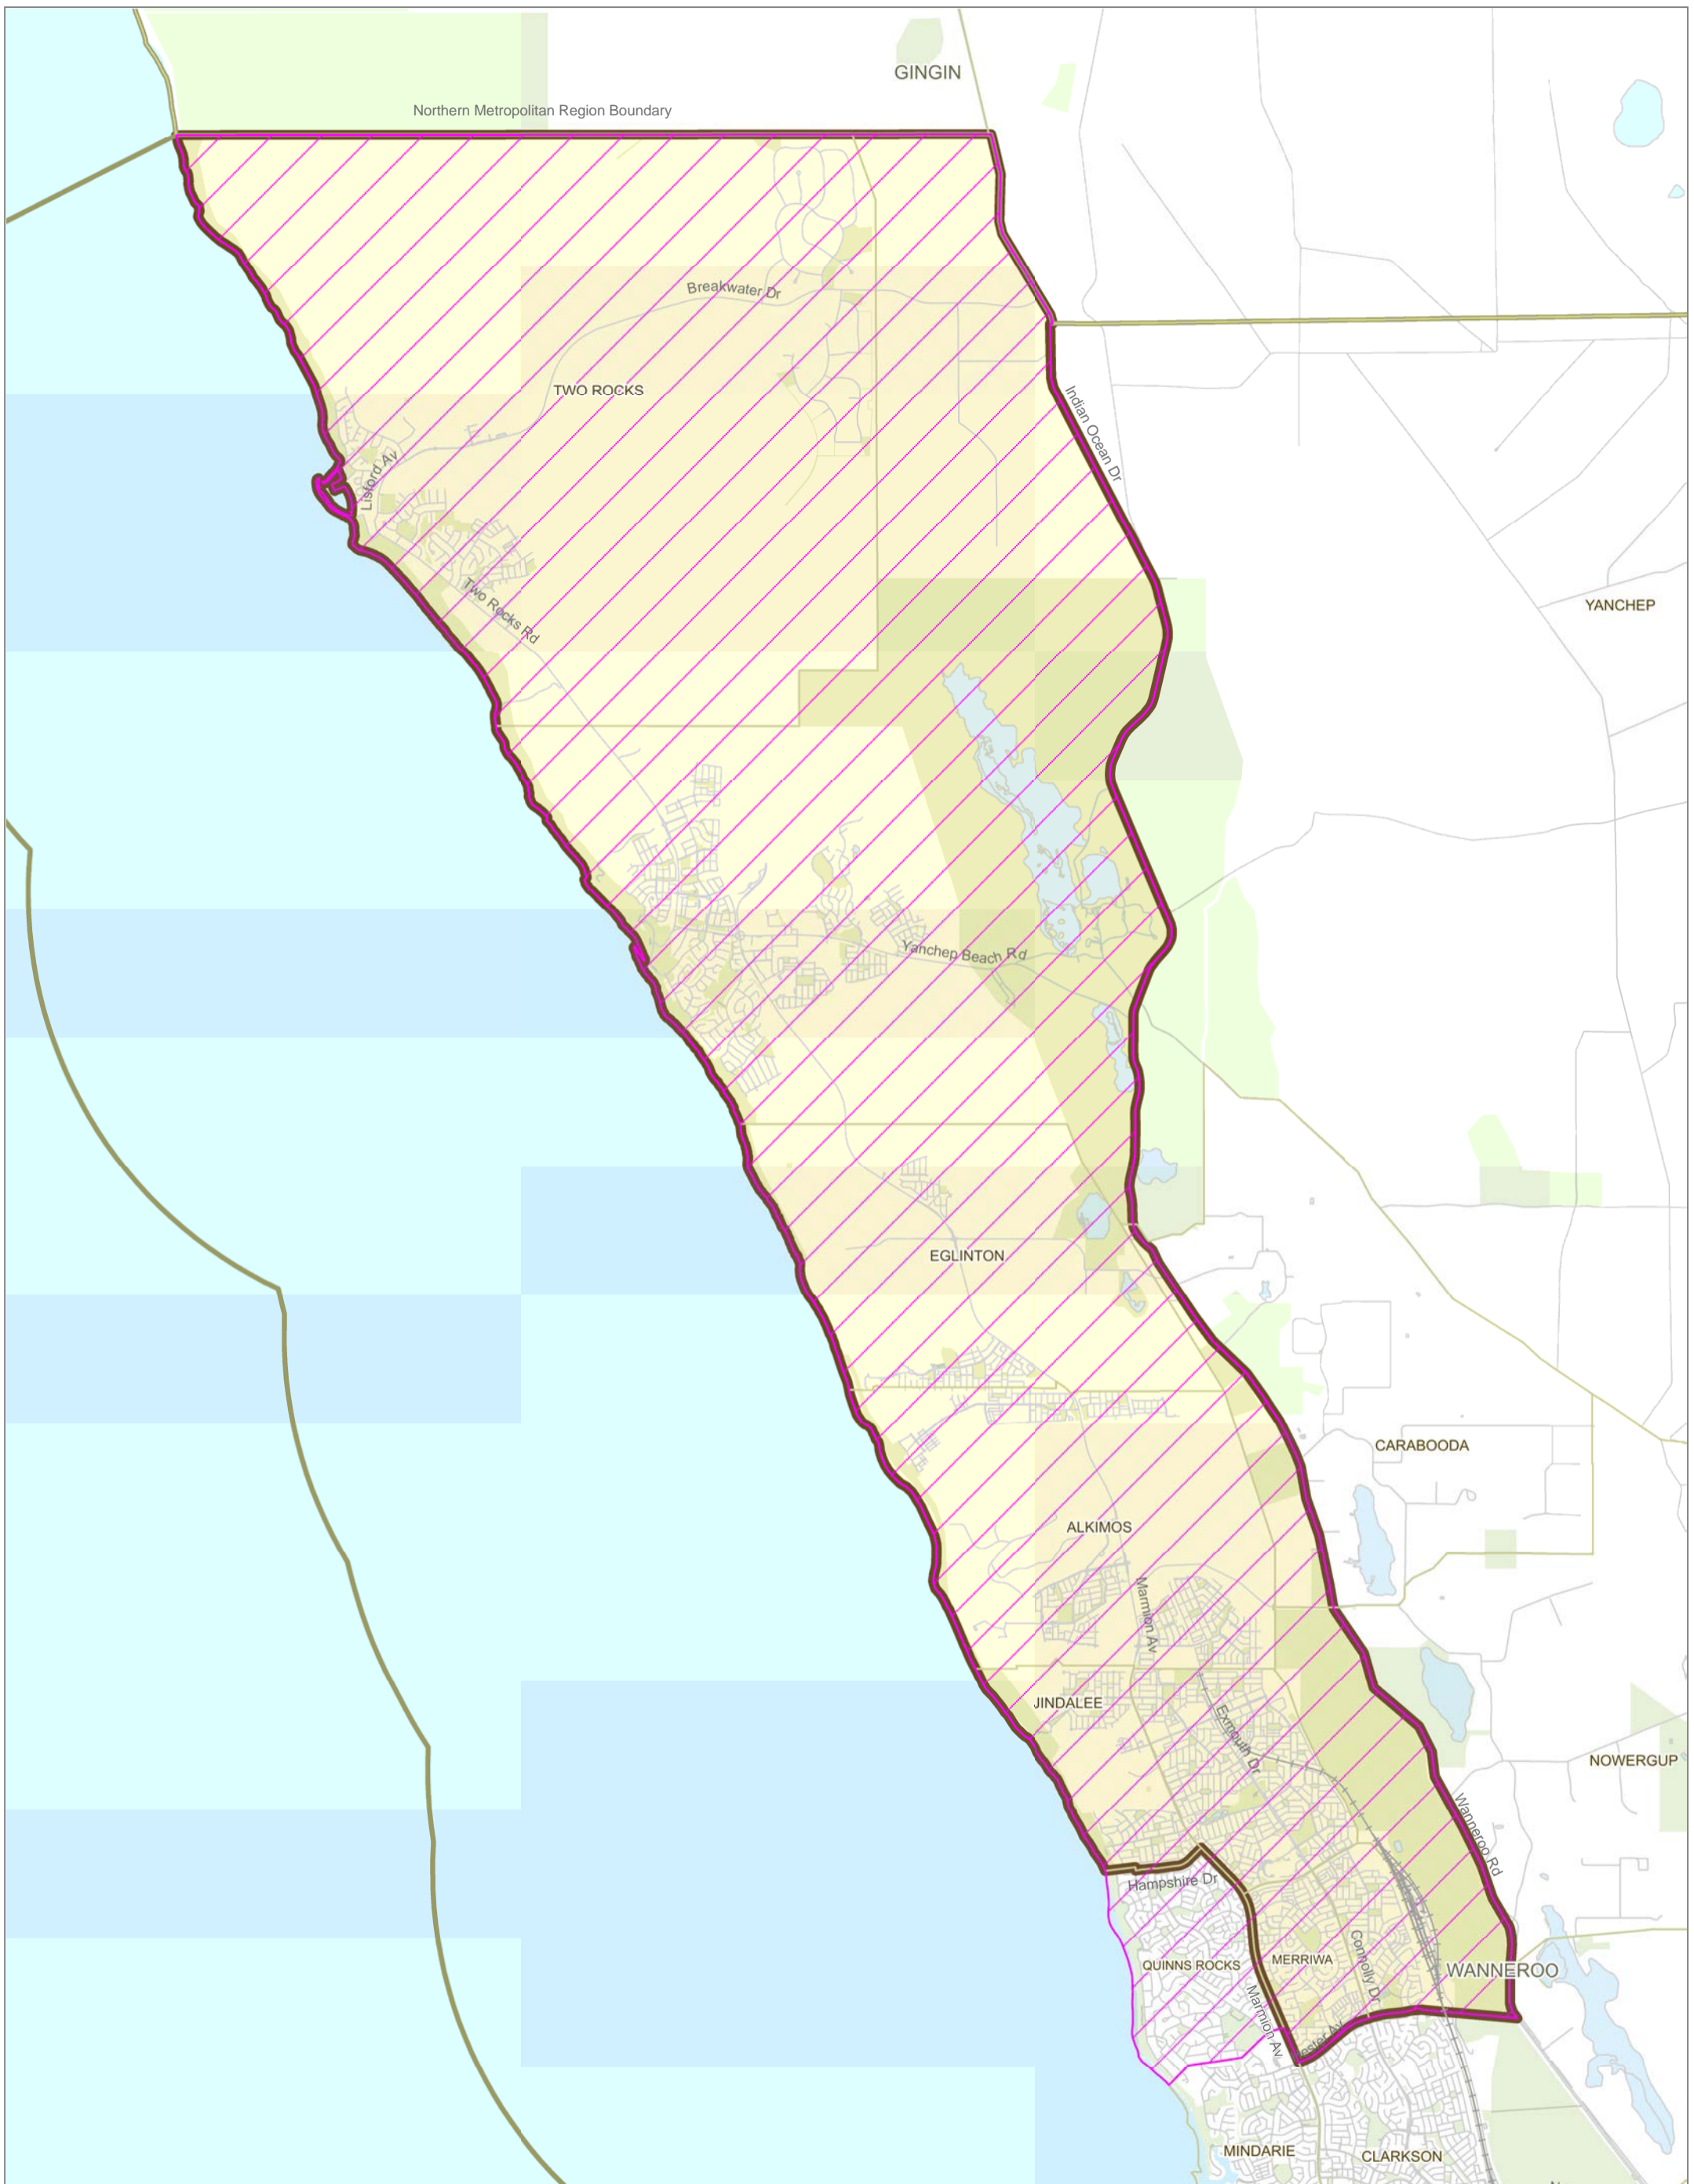 GINGIN
Northern Metropolitan Region Boundary
Breakwater Dr
TWO ROCKS
Indian Ocean Dr
Lisford Av
Two Rocks Rd
YANCHEP
Yanchep Beach Rd
EGLINTON
CARABOODA
ALKIMOS
Marmion Av
JINDALEE
Exmouth Dr
NOWERGUP
Wanneroo Rd
Hampshire Dr
QUINNS ROCKS
MERRIWA
Connolly Dr
WANNEROO
Marmion Av
MINDARIE
CLARKSON